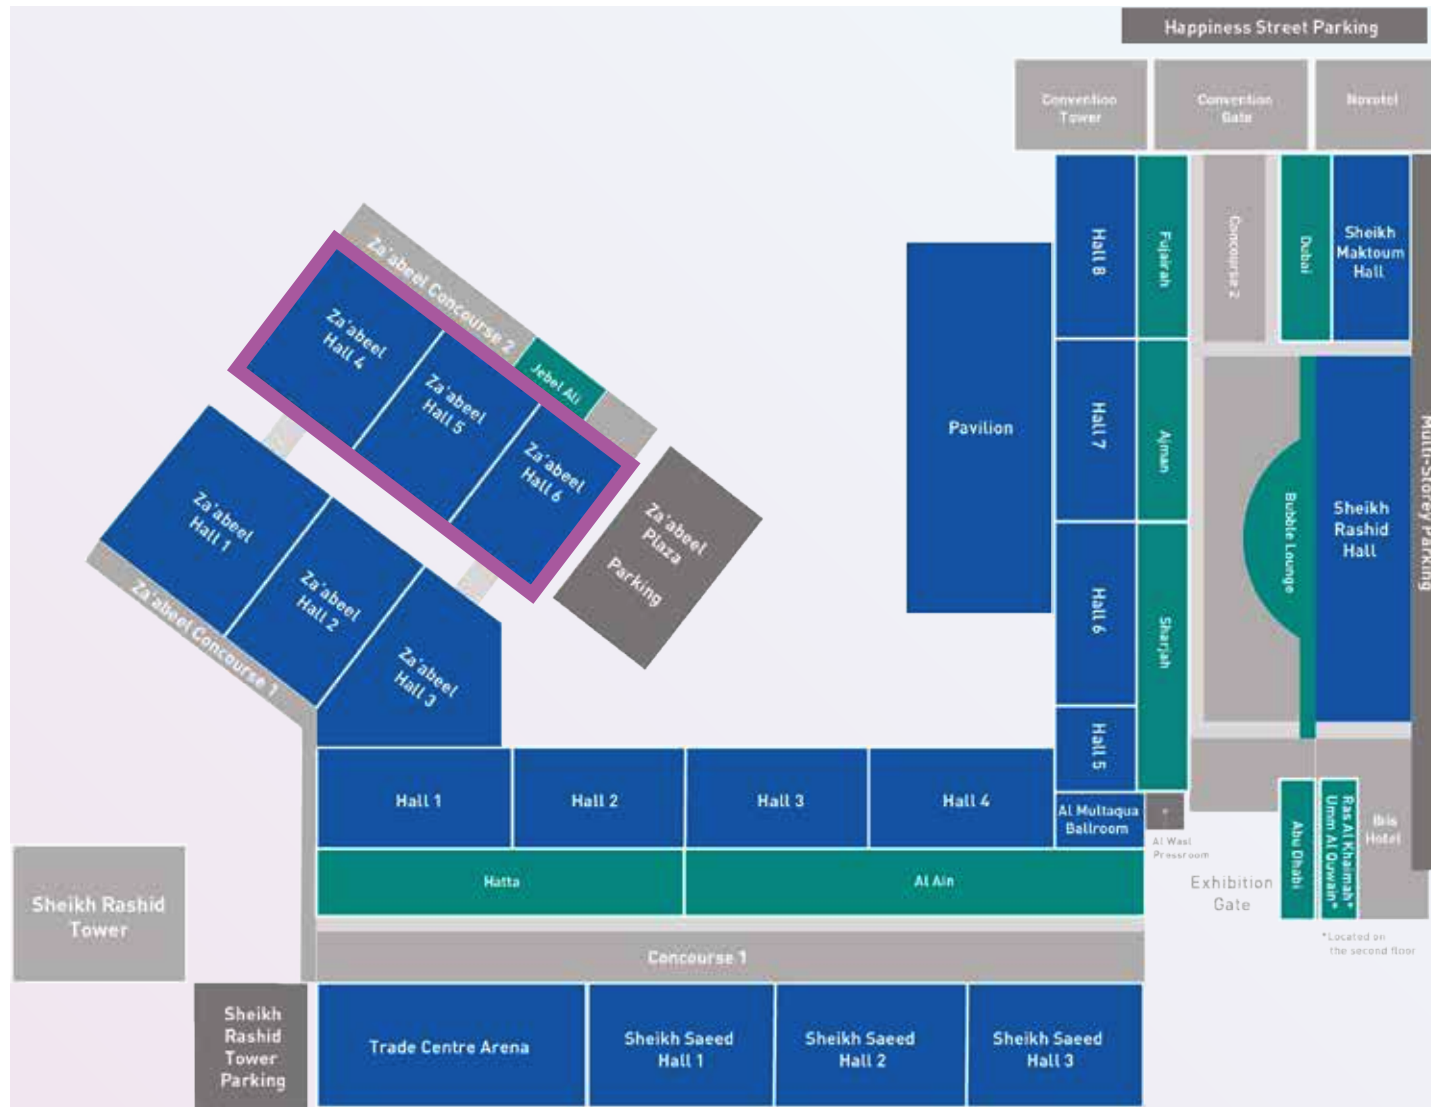 Happiness Street Parking
Convention
Tower
Convention
Gate
Novotel
Za'abeel Concourse 2
Za'abeel
Hall 4
Za'abeel
Hall 5
Za'abeel
Hall 6
Jebel Ali
Za'abeel
Plaza
Parking
Za'abeel
Hall 1
Za'abeel
Hall 2
Za'abeel
Hall 3
Za'abeel Concourse 1
Pavilion
Hall 8
Hall 7
Hall 6
Hall 5
Fujairah
Ajman
Sharjah
Concourse 2
Dubai
Sheikh
Maktoum
Hall
Bubble Lounge
Sheikh
Rashid
Hall
Multi-Storey Parking
Hall 1
Hall 2
Hall 3
Hall 4
Al Multaqua
Ballroom
*
Al Wasl
Pressroom
Exhibition
Gate
Abu Dhabi
Ras Al Khaimah*
Umm Al Quwain*
Ibis
Hotel
*Located on
the second floor
Hatta
Al Ain
Sheikh Rashid
Tower
Concourse 1
Sheikh
Rashid
Tower
Parking
Trade Centre Arena
Sheikh Saeed
Hall 1
Sheikh Saeed
Hall 2
Sheikh Saeed
Hall 3